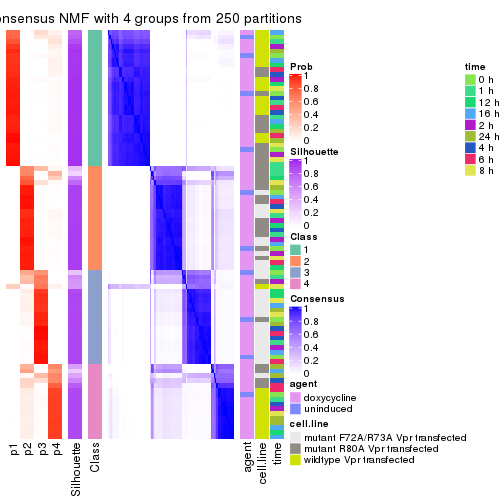 onsensus NMF with 4 groups from 250 partitions
p1
p2
p3
p4
Silhouette
Class
agent
cell.line
time
Prob
1
0.8
0.6
0.4
0.2
0
Silhouette
1
0.8
0.6
0.4
0.2
0
Class
1
2
3
4
Consensus
1
0.8
0.6
0.4
0.2
0
agent
doxycycline
uninduced
cell.line
mutant F72A/R73A Vpr transfected
mutant R80A Vpr transfected
wildtype Vpr transfected
time
0 h
1 h
12 h
16 h
2 h
24 h
4 h
6 h
8 h